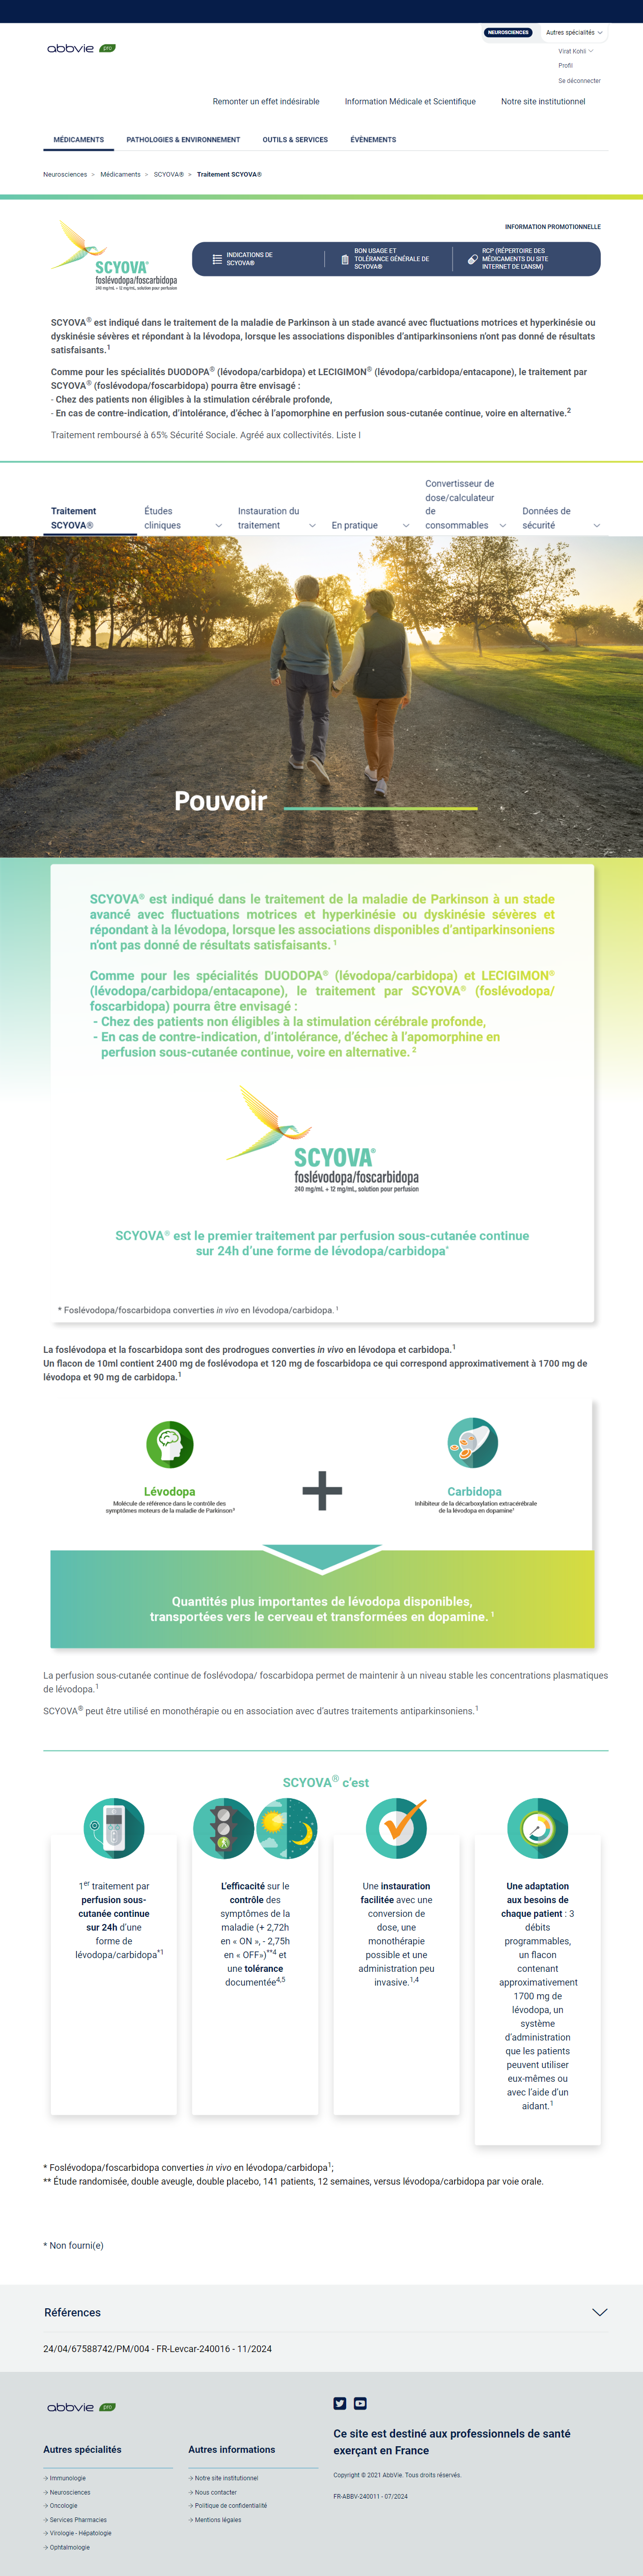 NEUROSCIENCES
Autres spécialités
abbvie pro
Virat Kohli
Profil
Se déconnecter
Remonter un effet indésirable
Information Médicale et Scientifique
Notre site institutionnel
MÉDICAMENTS
PATHOLOGIES & ENVIRONNEMENT
OUTILS & SERVICES
ÉVÈNEMENTS
Neurosciences > Médicaments > SCYOVA® > Traitement SCYOVA®
INFORMATION PROMOTIONNELLE
SCYOVA®
foslévodopa/foscarbidopa
240 mg/mL + 12 mg/mL, solution pour perfusion
INDICATIONS DE
SCYOVA®
BON USAGE ET
TOLÉRANCE GÉNÉRALE DE
SCYOVA®
RCP (RÉPERTOIRE DES
MÉDICAMENTS DU SITE
INTERNET DE L'ANSM)
SCYOVA® est indiqué dans le traitement de la maladie de Parkinson à un stade avancé avec fluctuations motrices et hyperkinésie ou
dyskinésie sévères et répondant à la lévodopa, lorsque les associations disponibles d'antiparkinsoniens n'ont pas donné de résultats
satisfaisants.1
Comme pour les spécialités DUODOPA® (lévodopa/carbidopa) et LECIGIMON® (lévodopa/carbidopa/entacapone), le traitement par
SCYOVA® (foslévodopa/foscarbidopa) pourra être envisagé :
- Chez des patients non éligibles à la stimulation cérébrale profonde,
- En cas de contre-indication, d'intolérance, d'échec à l'apomorphine en perfusion sous-cutanée continue, voire en alternative.2
Traitement remboursé à 65% Sécurité Sociale. Agréé aux collectivités. Liste I
Traitement
SCYOVA®
Études
cliniques
Instauration du
traitement
En pratique
Convertisseur de
dose/calculateur
de
consommables
Données de
sécurité
Pouvoir
SCYOVA® est indiqué dans le traitement de la maladie de Parkinson à un stade
avancé avec fluctuations motrices et hyperkinésie ou dyskinésie sévères et
répondant à la lévodopa, lorsque les associations disponibles d'antiparkinsoniens
n'ont pas donné de résultats satisfaisants. 1
Comme pour les spécialités DUODOPA® (lévodopa/carbidopa) et LECIGIMON®
(lévodopa/carbidopa/entacapone), le traitement par SCYOVA® (foslévodopa/
foscarbidopa) pourra être envisagé :
- Chez des patients non éligibles à la stimulation cérébrale profonde,
- En cas de contre-indication, d'intolérance, d'échec à l'apomorphine en
perfusion sous-cutanée continue, voire en alternative. 2
SCYOVA®
foslévodopa/foscarbidopa
240 mg/mL + 12 mg/mL, solution pour perfusion
SCYOVA® est le premier traitement par perfusion sous-cutanée continue
sur 24h d'une forme de lévodopa/carbidopa*
* Foslévodopa/foscarbidopa converties in vivo en lévodopa/carbidopa. 1
La foslévodopa et la foscarbidopa sont des prodrogues converties in vivo en lévodopa et carbidopa.1
Un flacon de 10ml contient 2400 mg de foslévodopa et 120 mg de foscarbidopa ce qui correspond approximativement à 1700 mg de
lévodopa et 90 mg de carbidopa.1
Lévodopa
Molécule de référence dans le contrôle des
symptômes moteurs de la maladie de Parkinson3
Carbidopa
Inhibiteur de la décarboxylation extracérébrale
de la lévodopa en dopamine1
Quantités plus importantes de lévodopa disponibles,
transportées vers le cerveau et transformées en dopamine. 1
La perfusion sous-cutanée continue de foslévodopa/ foscarbidopa permet de maintenir à un niveau stable les concentrations plasmatiques
de lévodopa.1
SCYOVA® peut être utilisé en monothérapie ou en association avec d'autres traitements antiparkinsoniens.1
SCYOVA® c'est
1er traitement par
perfusion sous-
cutanée continue
sur 24h d'une
forme de
lévodopa/carbidopa*1
L'efficacité sur le
contrôle des
symptômes de la
maladie (+ 2,72h
en « ON », - 2,75h
en « OFF»)**4 et
une tolérance
documentée4,5
Une instauration
facilitée avec une
conversion de
dose, une
monothérapie
possible et une
administration peu
invasive.1,4
Une adaptation
aux besoins de
chaque patient : 3
débits
programmables,
un flacon
contenant
approximativement
1700 mg de
lévodopa, un
système
d'administration
que les patients
peuvent utiliser
eux-mêmes ou
avec l'aide d'un
aidant.1
* Foslévodopa/foscarbidopa converties in vivo en lévodopa/carbidopa1;
** Étude randomisée, double aveugle, double placebo, 141 patients, 12 semaines, versus lévodopa/carbidopa par voie orale.
* Non fourni(e)
Références
24/04/67588742/PM/004 - FR-Levcar-240016 - 11/2024
abbvie pro
Autres spécialités
Immunologie
Neurosciences
Oncologie
Services Pharmacies
Virologie - Hépatologie
Ophtalmologie
Autres informations
Notre site institutionnel
Nous contacter
Politique de confidentialité
Mentions légales
Ce site est destiné aux professionnels de santé
exerçant en France
Copyright © 2021 AbbVie. Tous droits réservés.
FR-ABBV-240011 - 07/2024